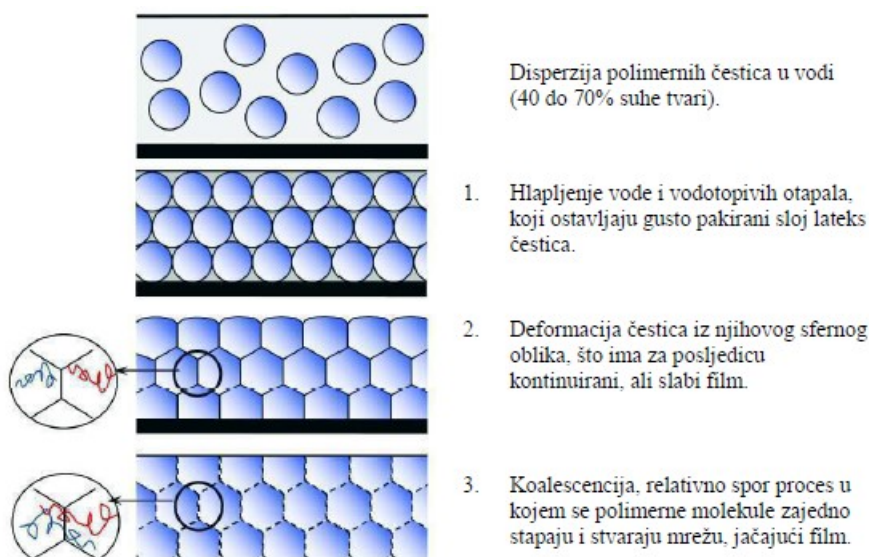 Disperzija polimernih čestica u vodi
(40 do 70% suhe tvari).
1. Hlapljenje vode i vodotopivih otapala,
koji ostavljaju gusto pakirani sloj lateks
čestica.
2. Deformacija čestica iz njihovog sfernog
oblika, što ima za posljedicu
kontinuirani, ali slabi film.
3. Koalescencija, relativno spor proces u
kojem se polimerne molekule zajedno
stapaju i stvaraju mrežu, jačajući film.